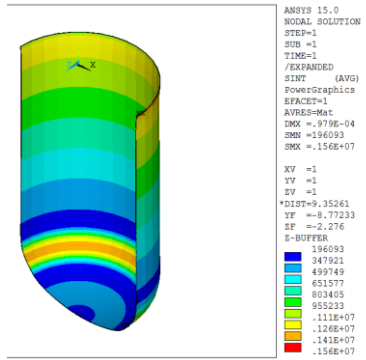 ANSYS 15.0
NODAL SOLUTION
STEP=1
SUB =1
TIME=1
/EXPANDED
SINT (AVG)
PowerGraphics
EFACET=1
AVRES=Mat
DMX =.979E-04
SMN =196093
SMX =.156E+07
XV =1
YV =1
ZV =1
*DIST=9.35261
YF =-8.77233
ZF =-2.276
Z-BUFFER
196093
347921
499749
651577
803405
955233
.111E+07
.126E+07
.141E+07
.156E+07
X